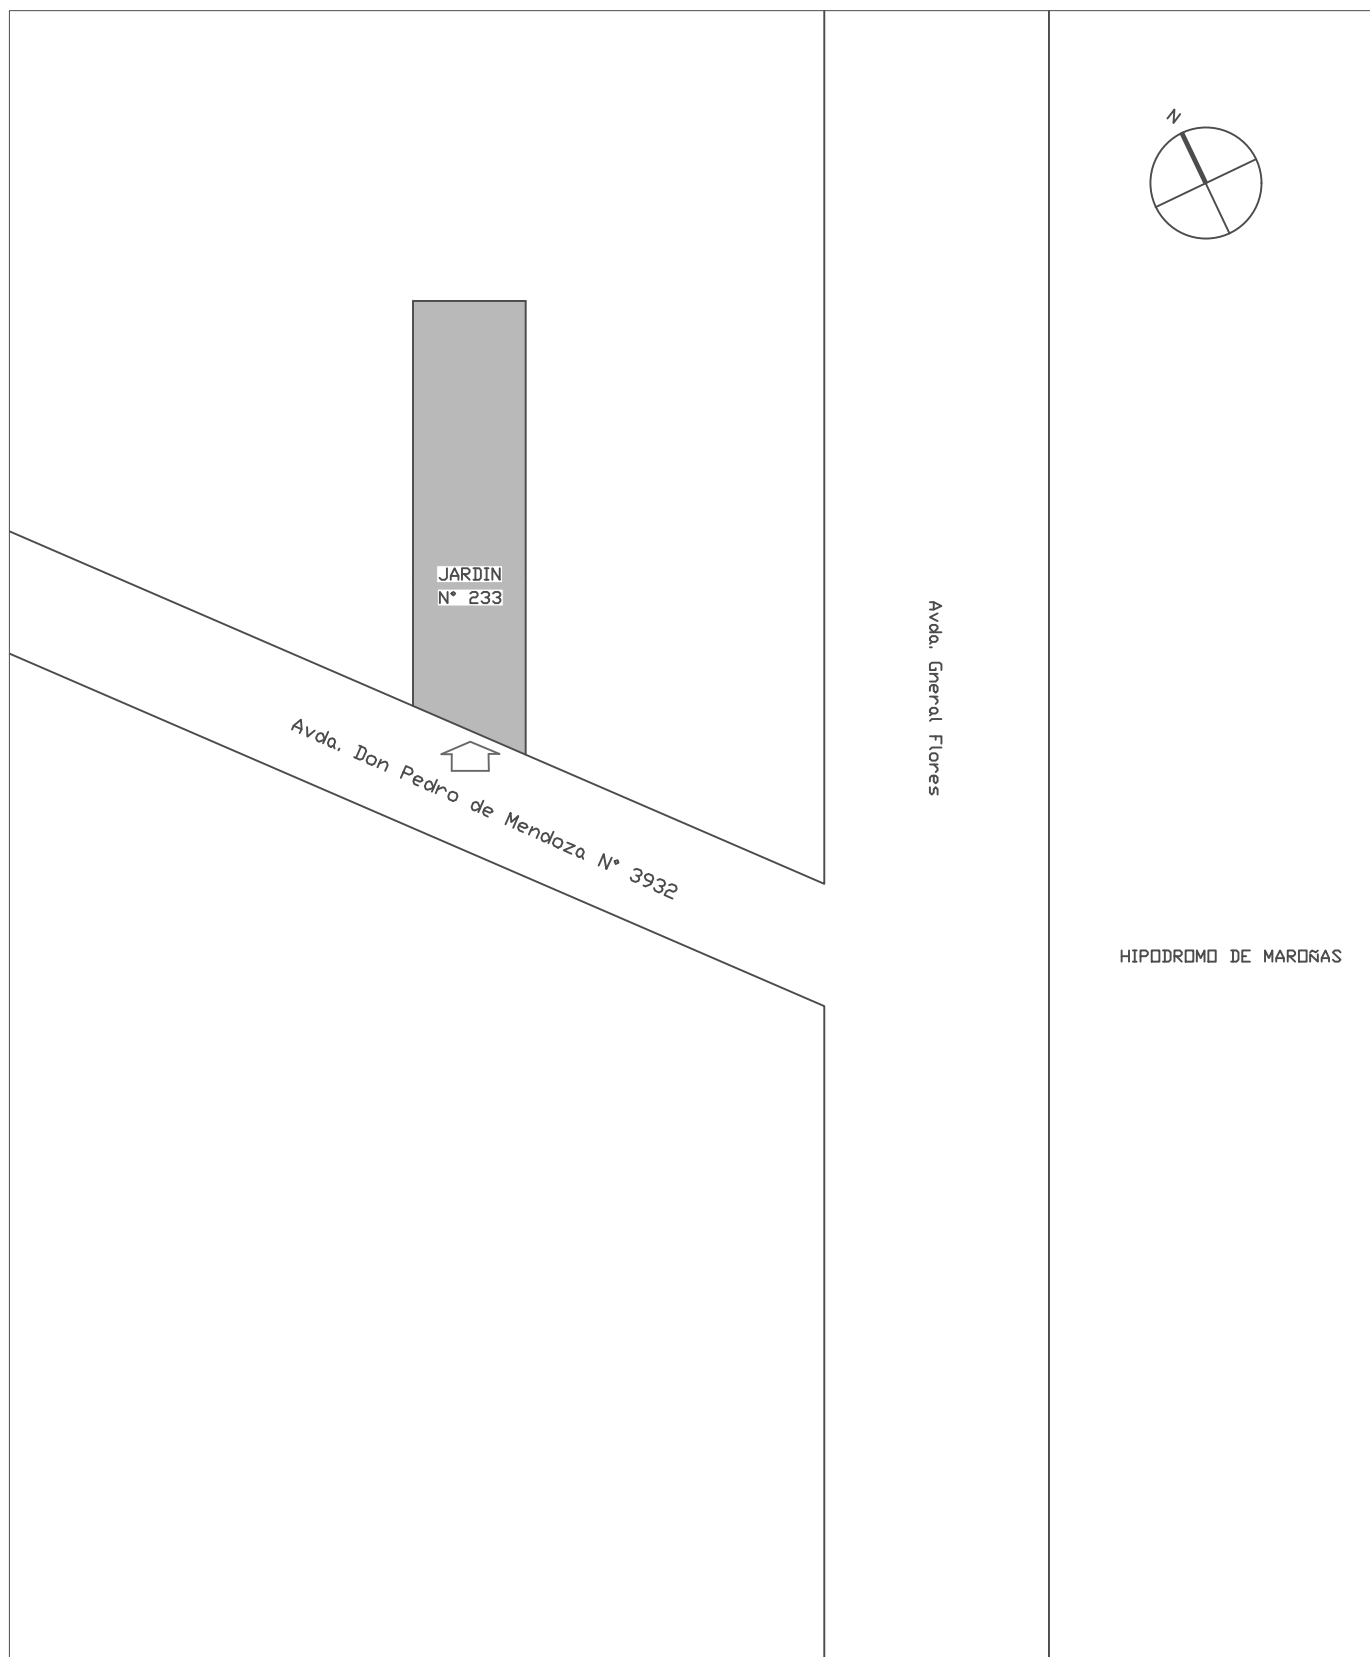 N
JARDIN
N° 233
Avda. Gneral Flores
Avda. Don Pedro de Mendoza N° 3932
HIPODROMO DE MAROÑAS